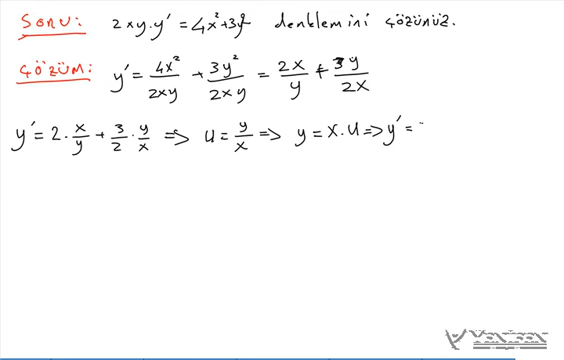 SORU: 2xy.y' = 4x²+3y² denklemini çözünüz.
ÇÖZÜM: y' = 4x²/2xy + 3y²/2xy = 2x/y + 3y/2x
y' = 2 . x/y + 3/2 . y/x => u = y/x => y = x.u => y' =